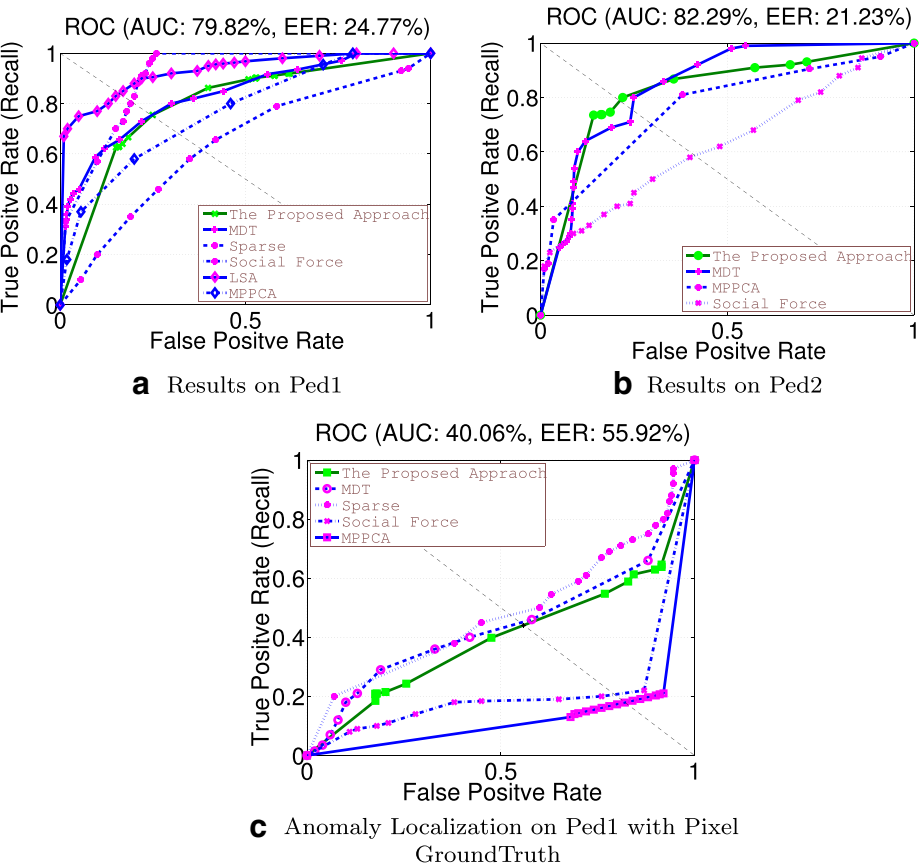 ROC (AUC: 79.82%, EER: 24.77%)
True Positve Rate (Recall)
1
0.8
0.6
0.4
0.2
0
0
0.5
1
False Positve Rate
The Proposed Approach
MDT
Sparse
Social Force
LSA
MPPCA
a Results on Ped1
ROC (AUC: 82.29%, EER: 21.23%)
True Positve Rate (Recall)
1
0.8
0.6
0.4
0.2
0
0
0.5
1
False Positve Rate
The Proposed Approach
MDT
MPPCA
Social Force
b Results on Ped2
ROC (AUC: 40.06%, EER: 55.92%)
True Positve Rate (Recall)
1
0.8
0.6
0.4
0.2
0
0
0.5
1
False Positve Rate
The Proposed Appraoch
MDT
Sparse
Social Force
MPPCA
c Anomaly Localization on Ped1 with Pixel
GroundTruth